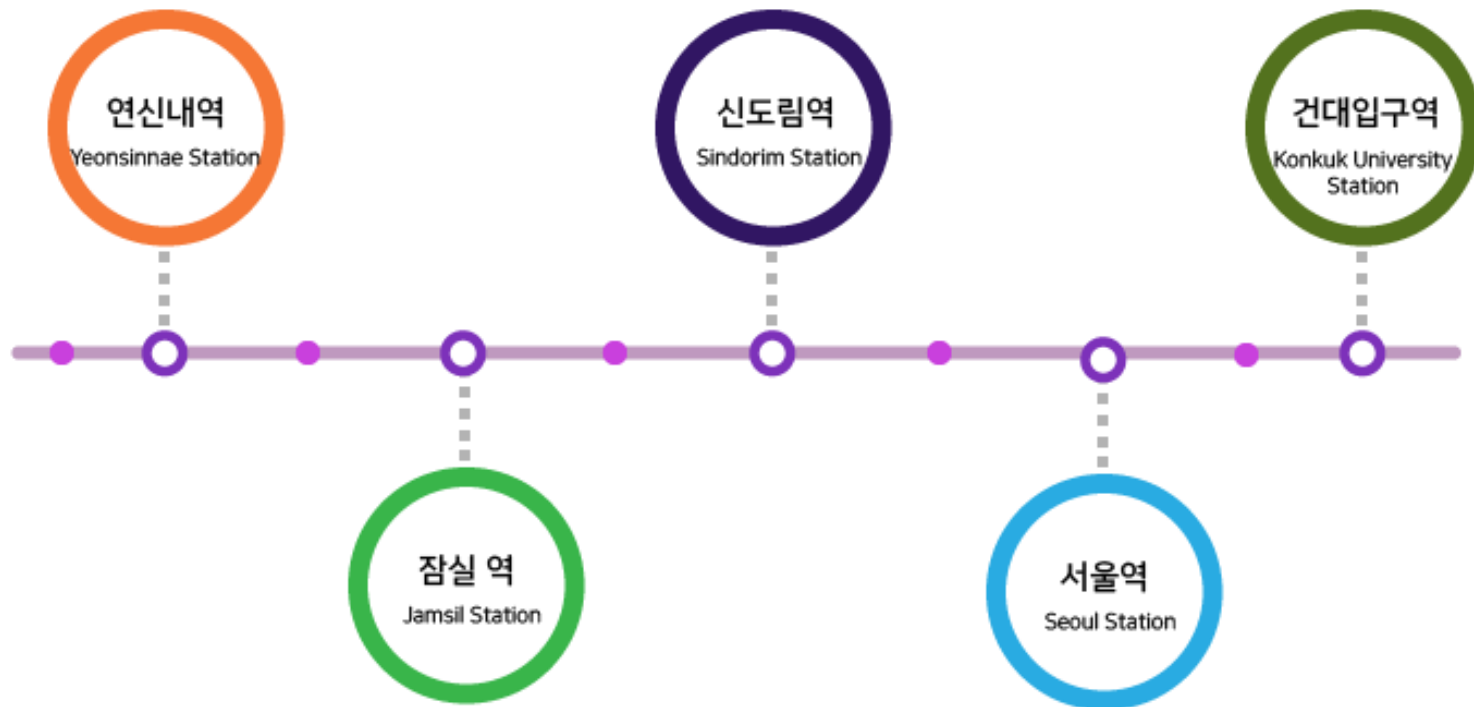 연신내역
Yeonsinnae Station
잠실 역
Jamsil Station
신도림역
Sindorim Station
서울역
Seoul Station
건대입구역
Konkuk University
Station